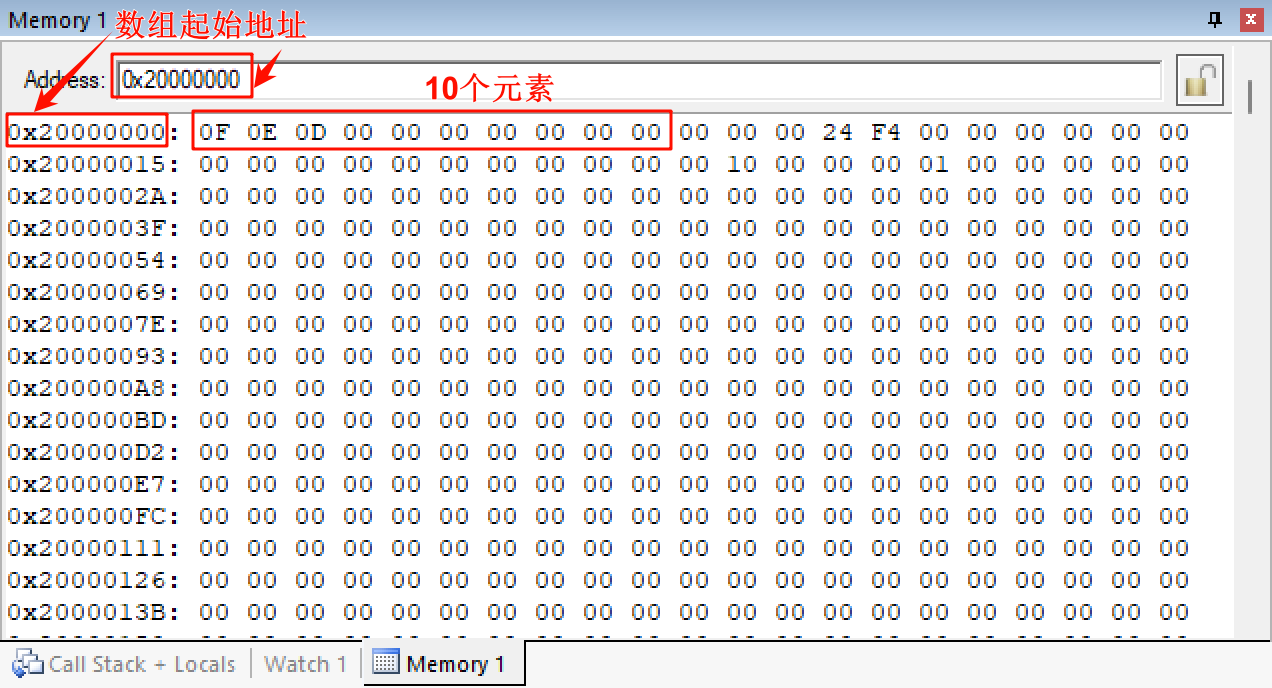 Memory 1 数组起始地址
Address: 0x20000000
10个元素
0x20000000: 0F 0E 0D 00 00 00 00 00 00 00 00 00 00 24 F4 00 00 00 00 00 00
0x20000015: 00 00 00 00 00 00 00 00 00 00 00 10 00 00 00 01 00 00 00 00 00
0x2000002A: 00 00 00 00 00 00 00 00 00 00 00 00 00 00 00 00 00 00 00 00 00
0x2000003F: 00 00 00 00 00 00 00 00 00 00 00 00 00 00 00 00 00 00 00 00 00
0x20000054: 00 00 00 00 00 00 00 00 00 00 00 00 00 00 00 00 00 00 00 00 00
0x20000069: 00 00 00 00 00 00 00 00 00 00 00 00 00 00 00 00 00 00 00 00 00
0x2000007E: 00 00 00 00 00 00 00 00 00 00 00 00 00 00 00 00 00 00 00 00 00
0x20000093: 00 00 00 00 00 00 00 00 00 00 00 00 00 00 00 00 00 00 00 00 00
0x200000A8: 00 00 00 00 00 00 00 00 00 00 00 00 00 00 00 00 00 00 00 00 00
0x200000BD: 00 00 00 00 00 00 00 00 00 00 00 00 00 00 00 00 00 00 00 00 00
0x200000D2: 00 00 00 00 00 00 00 00 00 00 00 00 00 00 00 00 00 00 00 00 00
0x200000E7: 00 00 00 00 00 00 00 00 00 00 00 00 00 00 00 00 00 00 00 00 00
0x200000FC: 00 00 00 00 00 00 00 00 00 00 00 00 00 00 00 00 00 00 00 00 00
0x20000111: 00 00 00 00 00 00 00 00 00 00 00 00 00 00 00 00 00 00 00 00 00
0x20000126: 00 00 00 00 00 00 00 00 00 00 00 00 00 00 00 00 00 00 00 00 00
0x2000013B: 00 00 00 00 00 00 00 00 00 00 00 00 00 00 00 00 00 00 00 00 00
Call Stack + Locals Watch 1 Memory 1